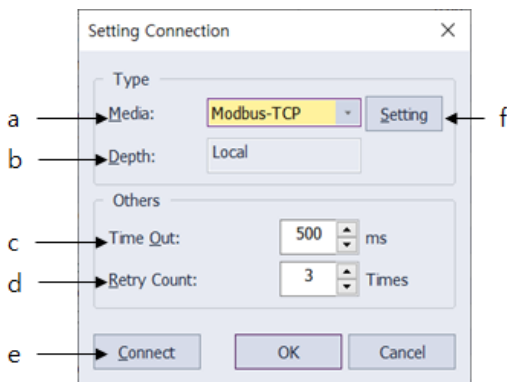 Setting Connection
Type
a Media: Modbus-TCP Setting f
b Depth: Local
Others
c Time Out: 500 ms
d Retry Count: 3 Times
e Connect OK Cancel